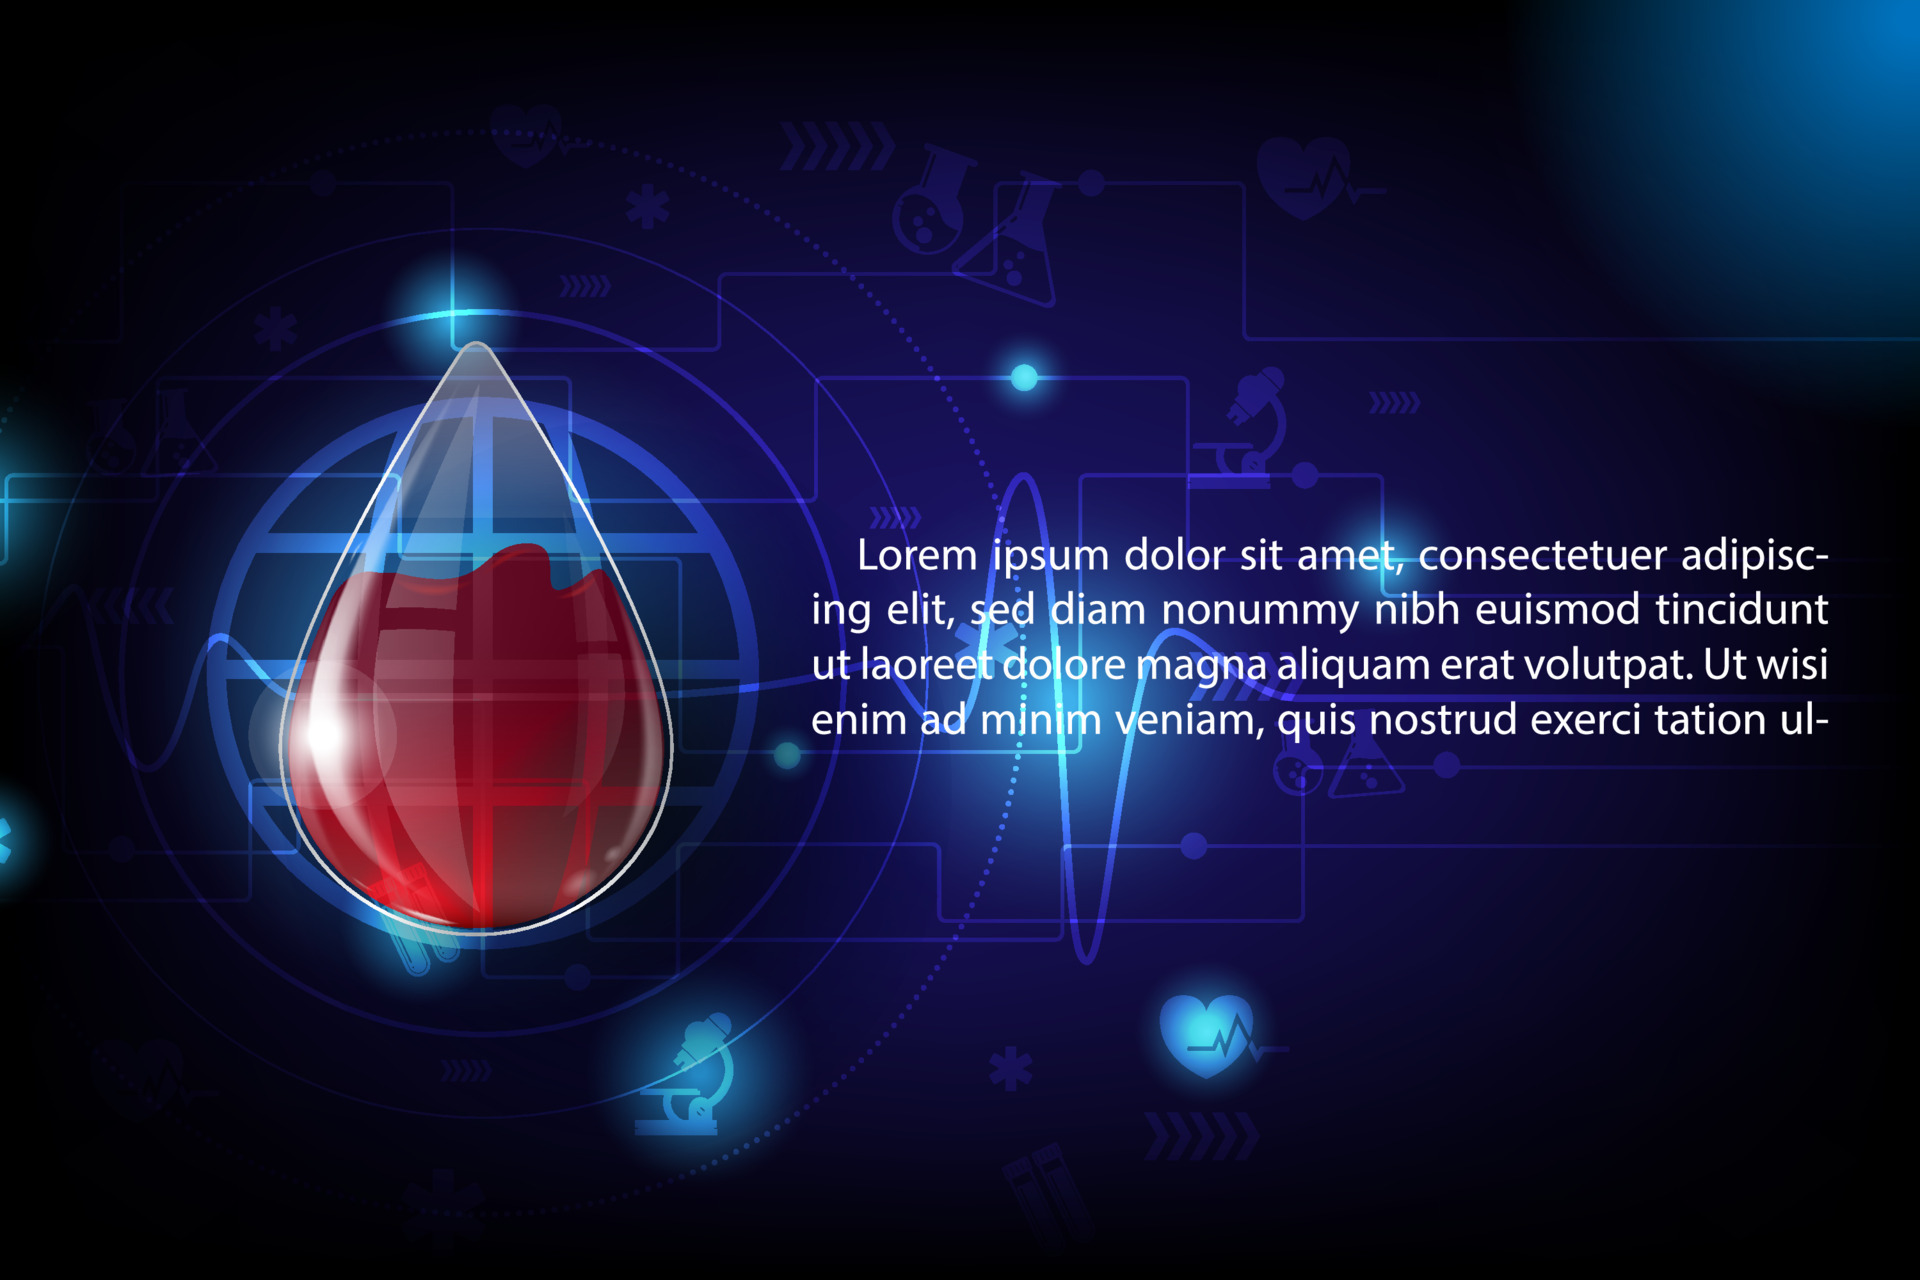 Lorem ipsum dolor sit amet, consectetuer adipisc-
ing elit, sed diam nonummy nibh euismod tincidunt
ut laoreet dolore magna aliquam erat volutpat. Ut wisi
enim ad minim veniam, quis nostrud exerci tation ul-